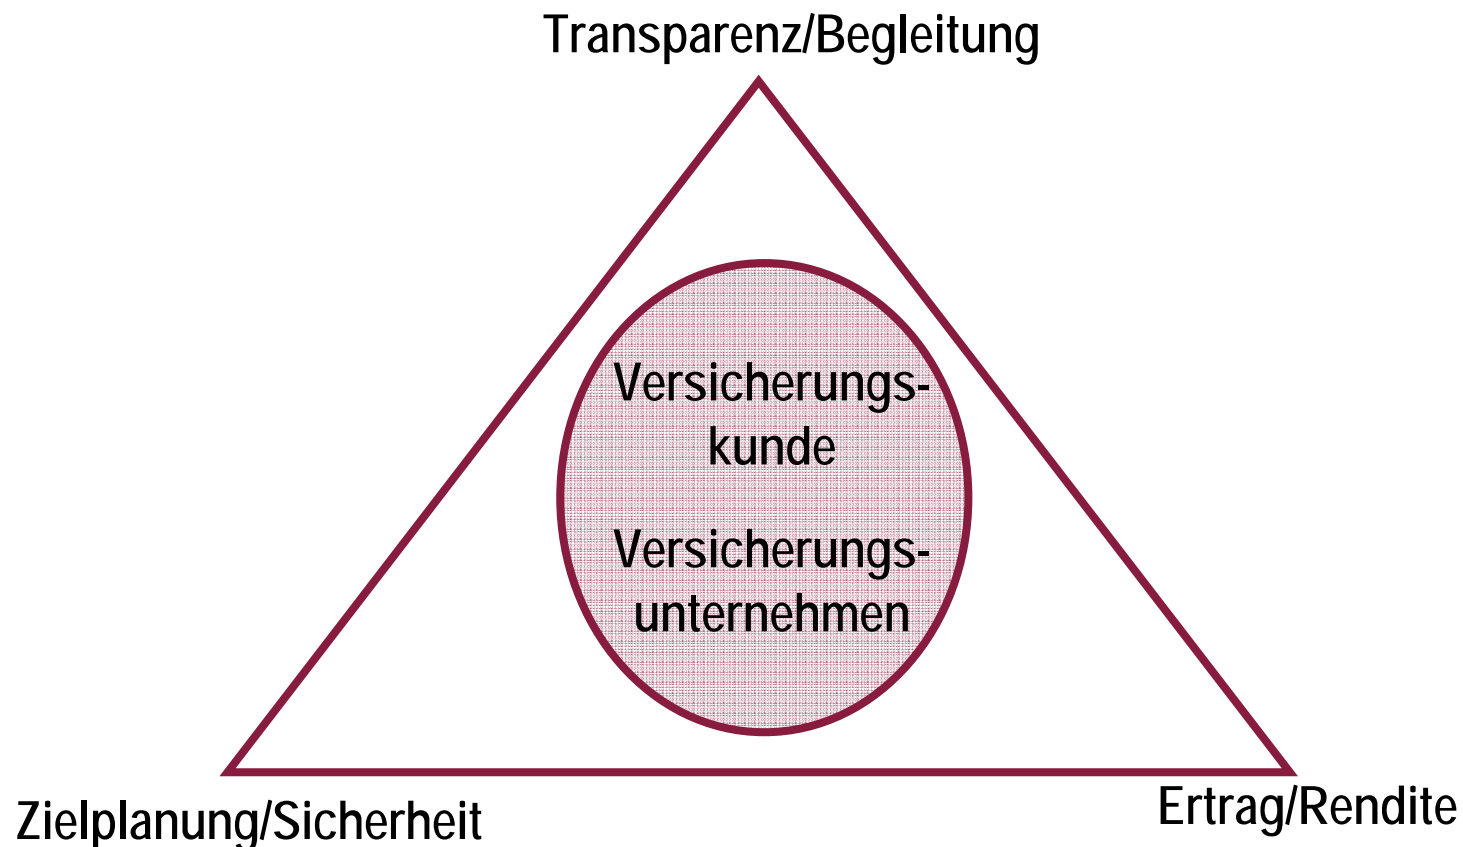 Transparenz/Begleitung
Versicherungs-
kunde
Versicherungs-
unternehmen
Zielplanung/Sicherheit
Ertrag/Rendite